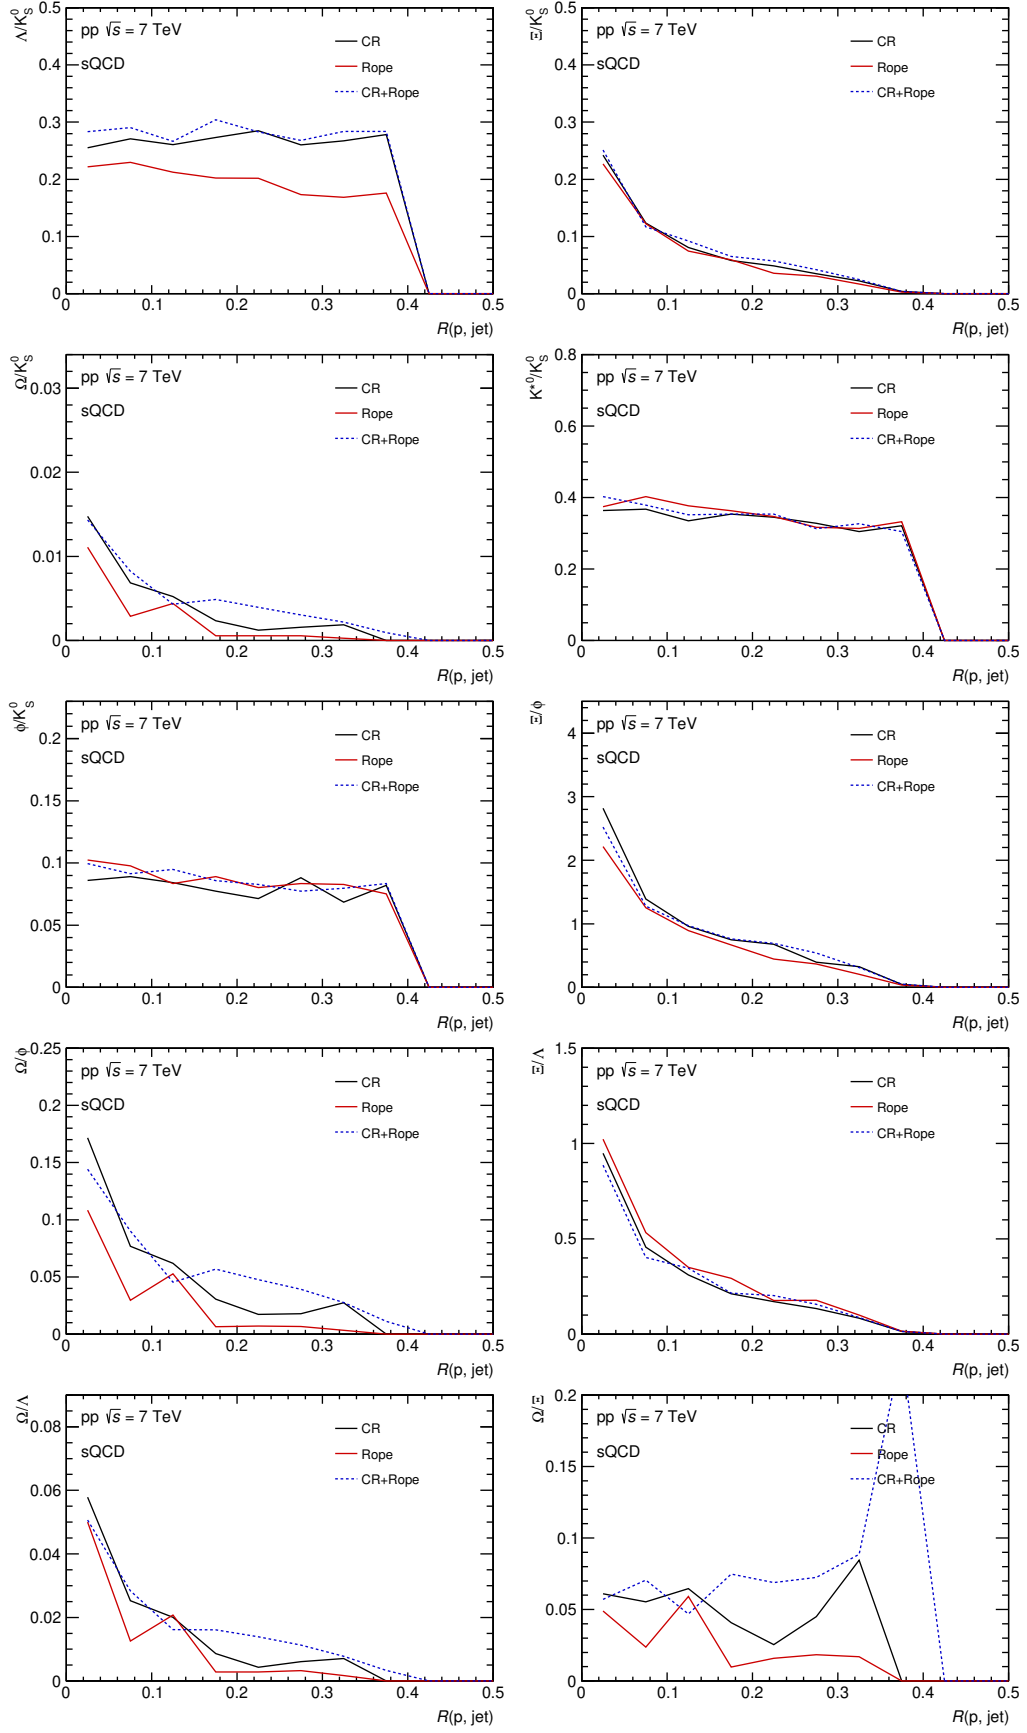 Λ/K⁰_S
0.5
0.4
0.3
0.2
0.1
0
pp √s = 7 TeV
sQCD
CR
Rope
CR+Rope
0 0.1 0.2 0.3 0.4 0.5
R(p, jet)
Ξ/K⁰_S
0.5
0.4
0.3
0.2
0.1
0
pp √s = 7 TeV
sQCD
CR
Rope
CR+Rope
0 0.1 0.2 0.3 0.4 0.5
R(p, jet)
Ω/K⁰_S
0.03
0.02
0.01
0
pp √s = 7 TeV
sQCD
CR
Rope
CR+Rope
0 0.1 0.2 0.3 0.4 0.5
R(p, jet)
K*⁰/K⁰_S
0.8
0.6
0.4
0.2
0
pp √s = 7 TeV
sQCD
CR
Rope
CR+Rope
0 0.1 0.2 0.3 0.4 0.5
R(p, jet)
ϕ/K⁰_S
0.2
0.15
0.1
0.05
0
pp √s = 7 TeV
sQCD
CR
Rope
CR+Rope
0 0.1 0.2 0.3 0.4 0.5
R(p, jet)
Ξ/ϕ
4
3
2
1
0
pp √s = 7 TeV
sQCD
CR
Rope
CR+Rope
0 0.1 0.2 0.3 0.4 0.5
R(p, jet)
Ω/ϕ
0.25
0.2
0.15
0.1
0.05
0
pp √s = 7 TeV
sQCD
CR
Rope
CR+Rope
0 0.1 0.2 0.3 0.4 0.5
R(p, jet)
Ξ/Λ
1.5
1
0.5
0
pp √s = 7 TeV
sQCD
CR
Rope
CR+Rope
0 0.1 0.2 0.3 0.4 0.5
R(p, jet)
Ω/Λ
0.08
0.06
0.04
0.02
0
pp √s = 7 TeV
sQCD
CR
Rope
CR+Rope
0 0.1 0.2 0.3 0.4 0.5
R(p, jet)
Ω/Ξ
0.2
0.15
0.1
0.05
0
pp √s = 7 TeV
sQCD
CR
Rope
CR+Rope
0 0.1 0.2 0.3 0.4 0.5
R(p, jet)